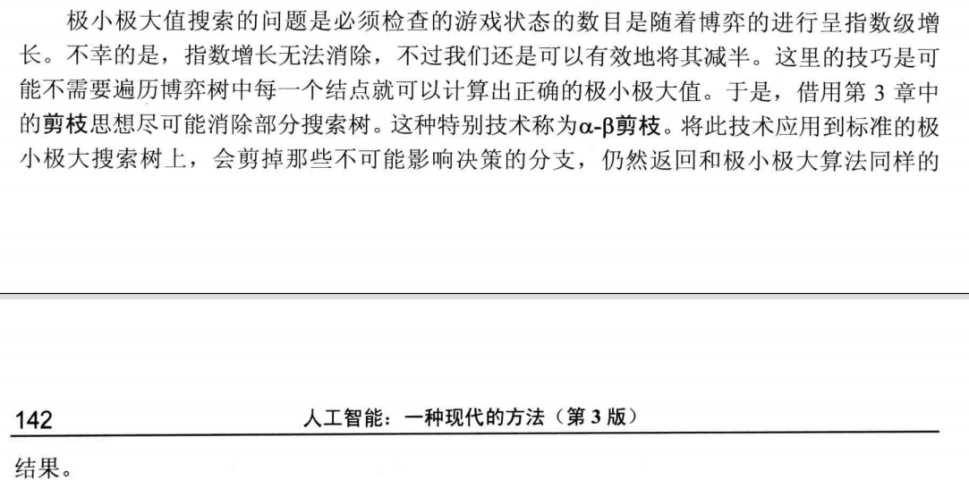 极小极大值搜索的问题是必须检查的游戏状态的数目是随着博弈的进行呈指数级增
长。不幸的是，指数增长无法消除，不过我们还是可以有效地将其减半。这里的技巧是可
能不需要遍历博弈树中每一个结点就可以计算出正确的极小极大值。于是，借用第 3 章中
的剪枝思想尽可能消除部分搜索树。这种特别技术称为α-β剪枝。将此技术应用到标准的极
小极大搜索树上，会剪掉那些不可能影响决策的分支，仍然返回和极小极大算法同样的
142 人工智能：一种现代的方法（第 3 版）
结果。